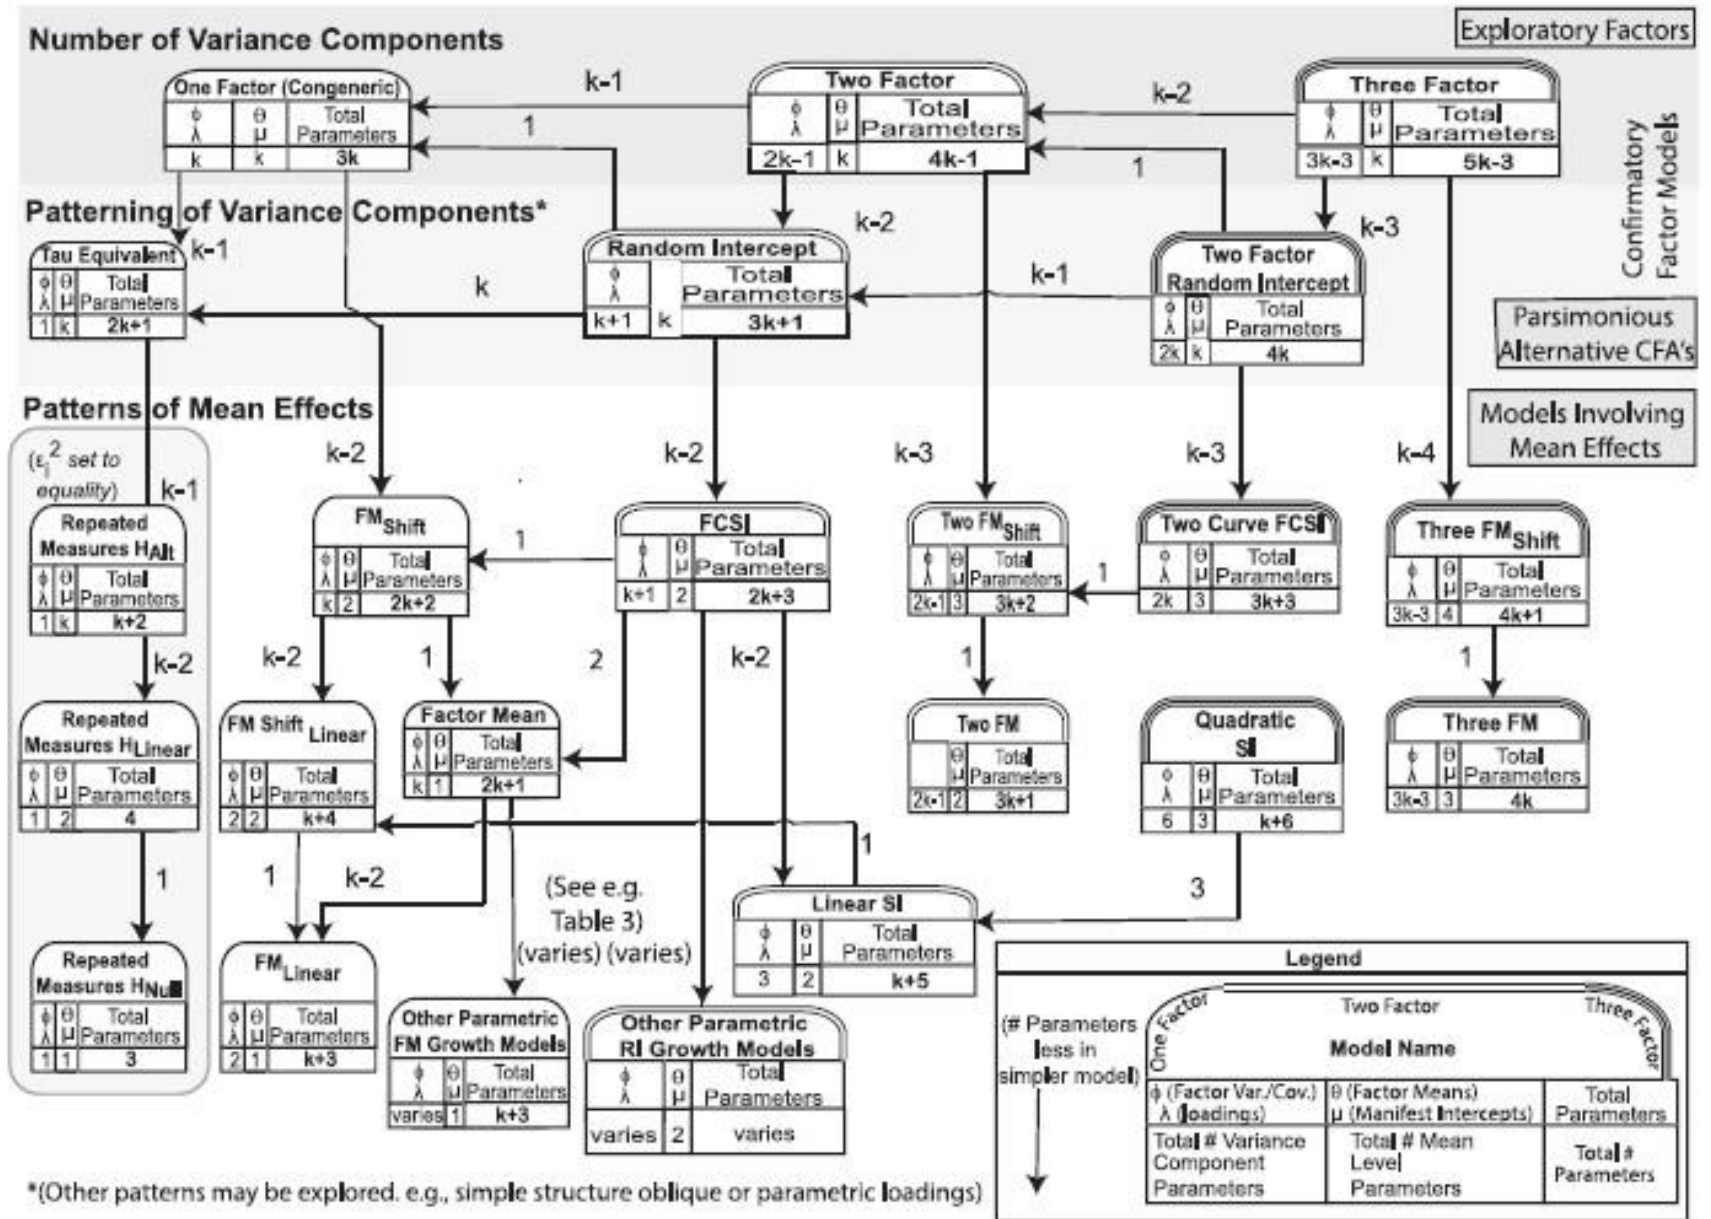 Number of Variance Components
Exploratory Factors
One Factor (Congeneric)
ϕ θ Total
λ μ Parameters
k k 3k
k-1
1
Two Factor
ϕ θ Total
λ μ Parameters
2k-1 k 4k-1
k-2
1
Three Factor
ϕ θ Total
λ μ Parameters
3k-3 k 5k-3
Confirmatory
Factor Models
Patterning of Variance Components*
k-1
k-2
k-3
Tau Equivalent
ϕ θ Total
λ μ Parameters
1 k 2k+1
k
Random Intercept
ϕ Total
λ Parameters
k+1 k 3k+1
k-1
Two Factor
Random Intercept
ϕ θ Total
λ μ Parameters
2k k 4k
Parsimonious
Alternative CFA's
Patterns of Mean Effects
Models Involving
Mean Effects
(ε_i^2 set to
equality)
k-1
k-2
k-2
k-3
k-3
k-4
Repeated
Measures HAlt
ϕ θ Total
λ μ Parameters
1 k k+2
FMShift
ϕ θ Total
λ μ Parameters
k 2 2k+2
1
FCSI
ϕ θ Total
λ μ Parameters
k+1 2 2k+3
Two FMShift
ϕ θ Total
λ μ Parameters
2k-1 3 3k+2
1
Two Curve FCSI
ϕ θ Total
λ μ Parameters
2k 3 3k+3
Three FMShift
ϕ θ Total
λ μ Parameters
3k-3 4 4k+1
k-2
k-2
1
2
k-2
1
1
Repeated
Measures HLinear
ϕ θ Total
λ μ Parameters
1 2 4
FM Shift Linear
ϕ θ Total
λ μ Parameters
2 2 k+4
Factor Mean
ϕ θ Total
λ μ Parameters
k 1 2k+1
Two FM
θ Total
μ Parameters
2k-1 2 3k+1
Quadratic
SI
ϕ θ Total
λ μ Parameters
6 3 k+6
Three FM
ϕ θ Total
λ μ Parameters
3k-3 3 4k
1
1
k-2
(See e.g.
Table 3)
(varies) (varies)
1
3
Linear SI
ϕ θ Total
λ μ Parameters
3 2 k+5
Repeated
Measures HNull
ϕ θ Total
λ μ Parameters
1 1 3
FMLinear
ϕ θ Total
λ μ Parameters
2 1 k+3
Other Parametric
FM Growth Models
ϕ θ Total
λ μ Parameters
varies 1 k+3
Other Parametric
RI Growth Models
ϕ θ Total
λ μ Parameters
varies 2 varies
Legend
(# Parameters
less in
simpler model)
One Factor
Two Factor
Three Factor
Model Name
ϕ (Factor Var./Cov.) θ (Factor Means) Total
λ (loadings) μ (Manifest Intercepts) Parameters
Total # Variance Total # Mean Total #
Component Level Parameters
Parameters Parameters
*(Other patterns may be explored. e.g., simple structure oblique or parametric loadings)